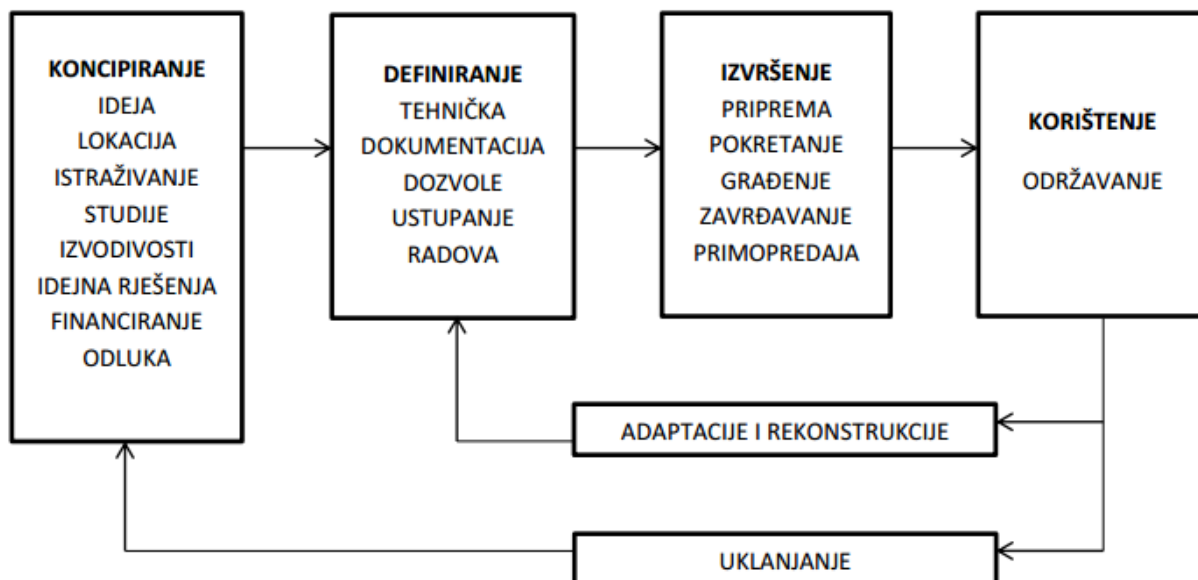 KONCIPIRANJE
IDEJA
LOKACIJA
ISTRAŽIVANJE
STUDIJE
IZVODIVOSTI
IDEJNA RJEŠENJA
FINANCIRANJE
ODLUKA
DEFINIRANJE
TEHNIČKA
DOKUMENTACIJA
DOZVOLE
USTUPANJE
RADOVA
IZVRŠENJE
PRIPREMA
POKRETANJE
GRAĐENJE
ZAVRĐAVANJE
PRIMOPREDAJA
KORIŠTENJE
ODRŽAVANJE
ADAPTACIJE I REKONSTRUKCIJE
UKLANJANJE